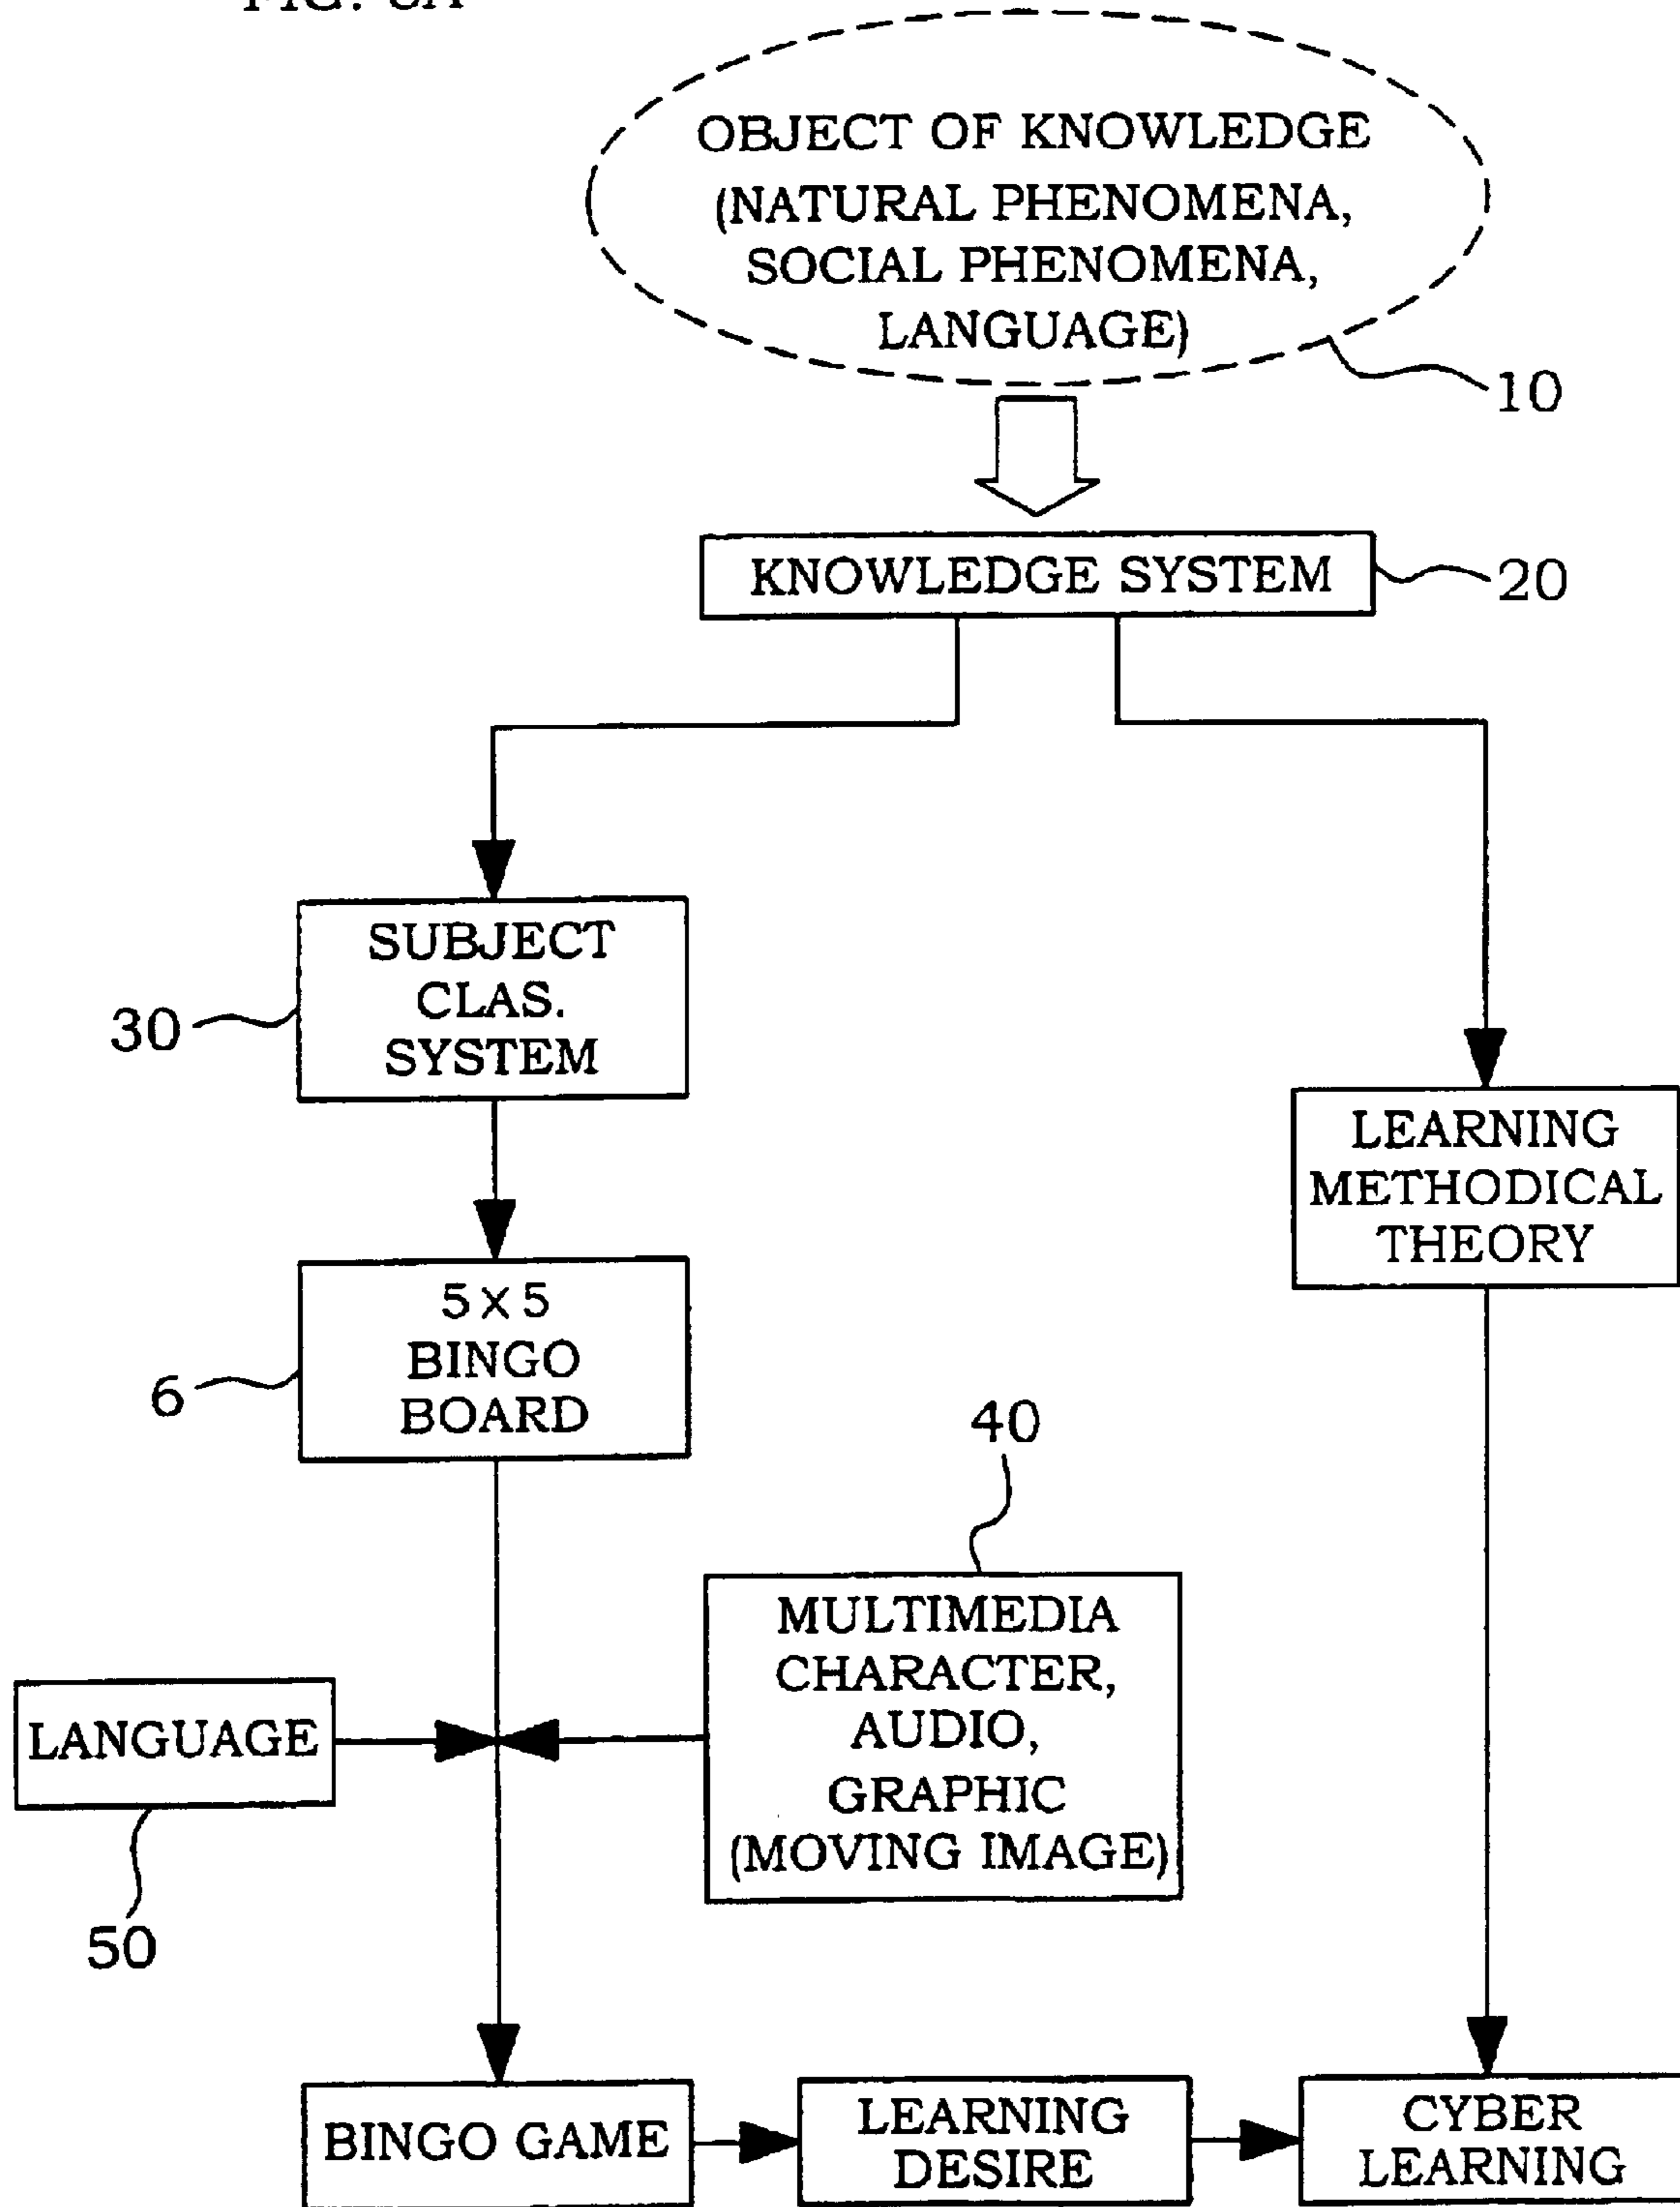 OBJECT OF KNOWLEDGE
(NATURAL PHENOMENA,
SOCIAL PHENOMENA,
LANGUAGE)
10
KNOWLEDGE SYSTEM
20
SUBJECT
CLAS.
SYSTEM
30
LEARNING
METHODICAL
THEORY
5 x 5
BINGO
BOARD
6
40
MULTIMEDIA
CHARACTER,
AUDIO,
GRAPHIC
(MOVING IMAGE)
LANGUAGE
50
BINGO GAME
LEARNING
DESIRE
CYBER
LEARNING